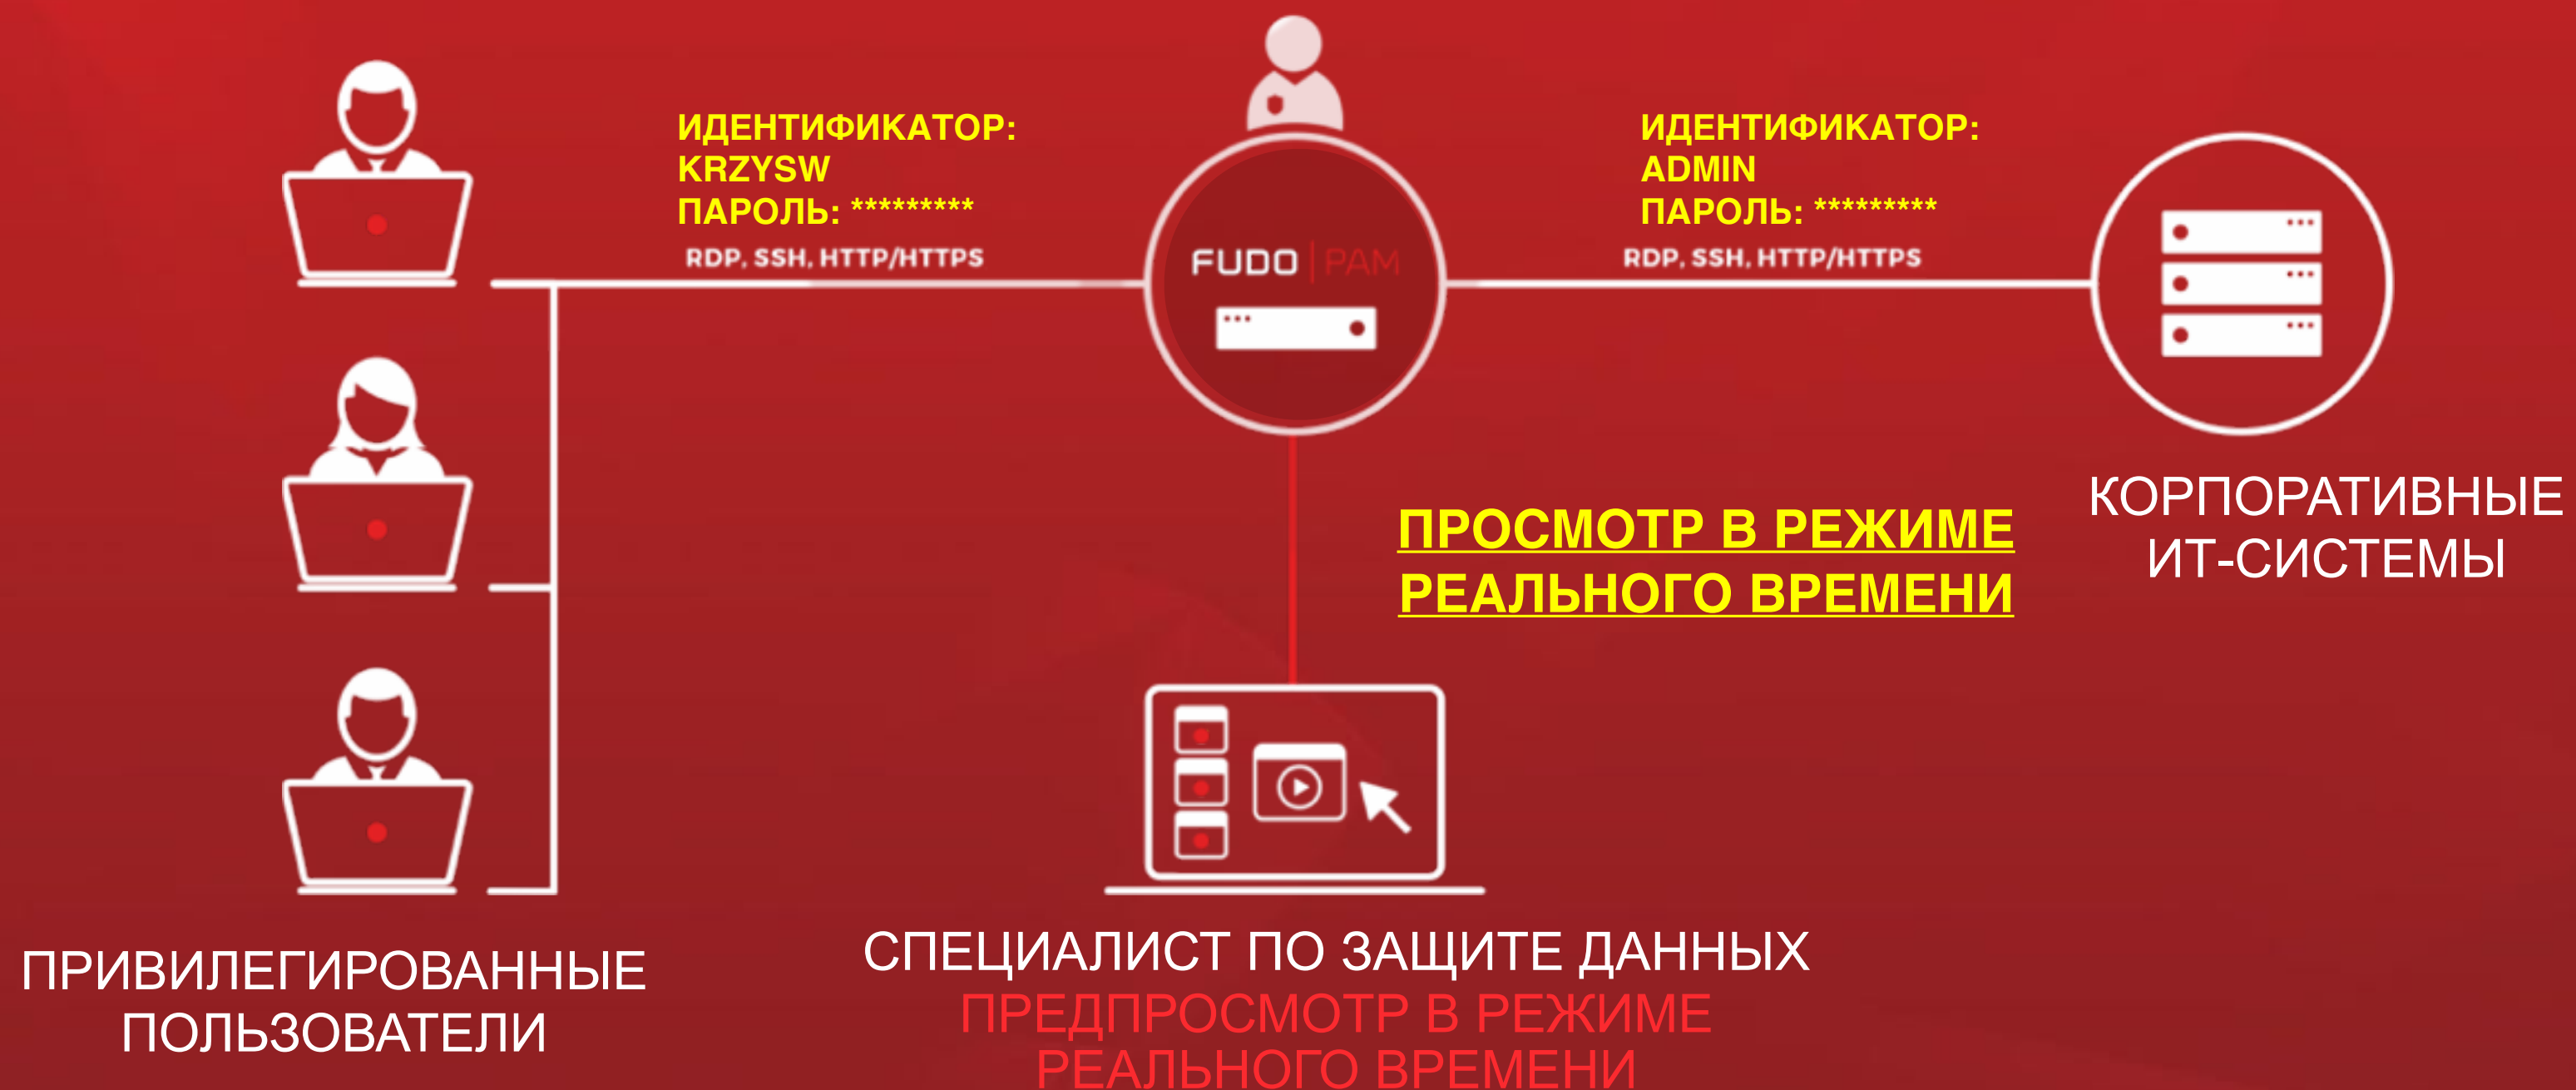 ИДЕНТИФИКАТОР:
KRZYSW
ПАРОЛЬ: *********
RDP, SSH, HTTP/HTTPS
FUDO | PAM
ИДЕНТИФИКАТОР:
ADMIN
ПАРОЛЬ: *********
RDP, SSH, HTTP/HTTPS
КОРПОРАТИВНЫЕ
ИТ-СИСТЕМЫ
ПРОСМОТР В РЕЖИМЕ
РЕАЛЬНОГО ВРЕМЕНИ
ПРИВИЛЕГИРОВАННЫЕ
ПОЛЬЗОВАТЕЛИ
СПЕЦИАЛИСТ ПО ЗАЩИТЕ ДАННЫХ
ПРЕДПРОСМОТР В РЕЖИМЕ
РЕАЛЬНОГО ВРЕМЕНИ